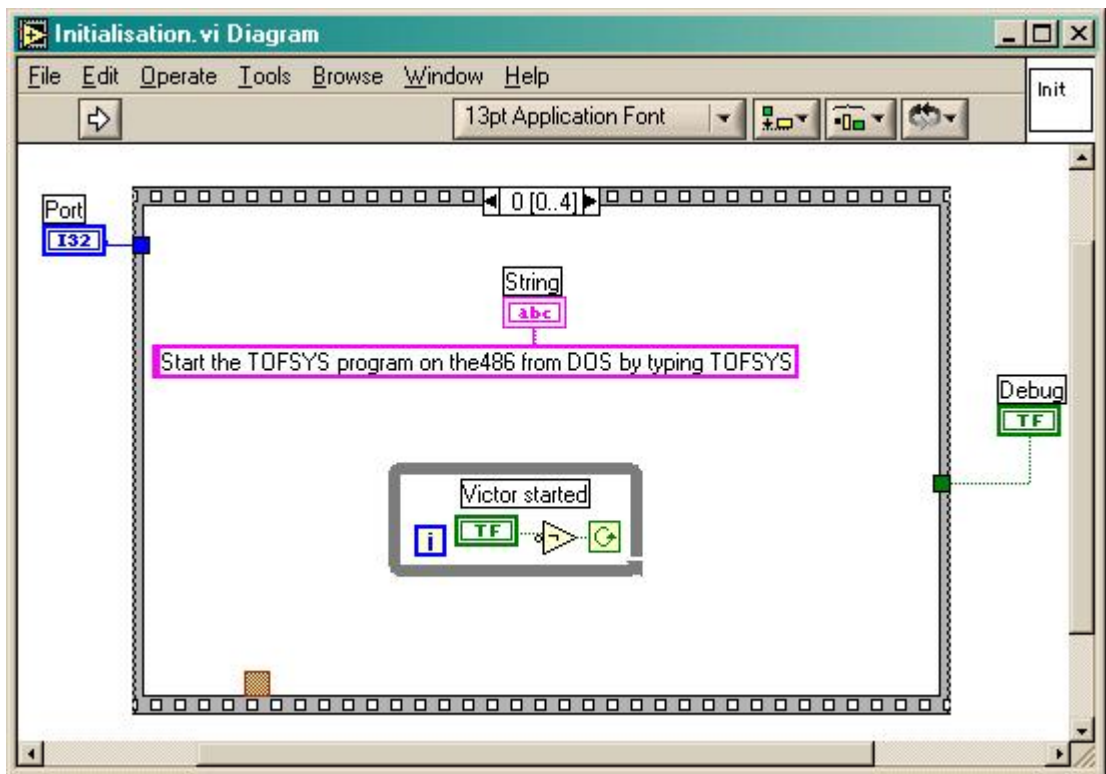 Initialisation.vi Diagram
File Edit Operate Tools Browse Window Help
Init
13pt Application Font
0 [0..4]
Port
I32
String
abc
Start the TOFSYS program on the486 from DOS by typing TOFSYS
Debug
TF
Victor started
TF
i